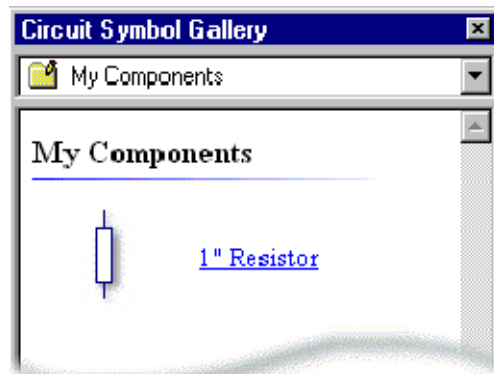 Circuit Symbol Gallery
My Components
My Components
1" Resistor